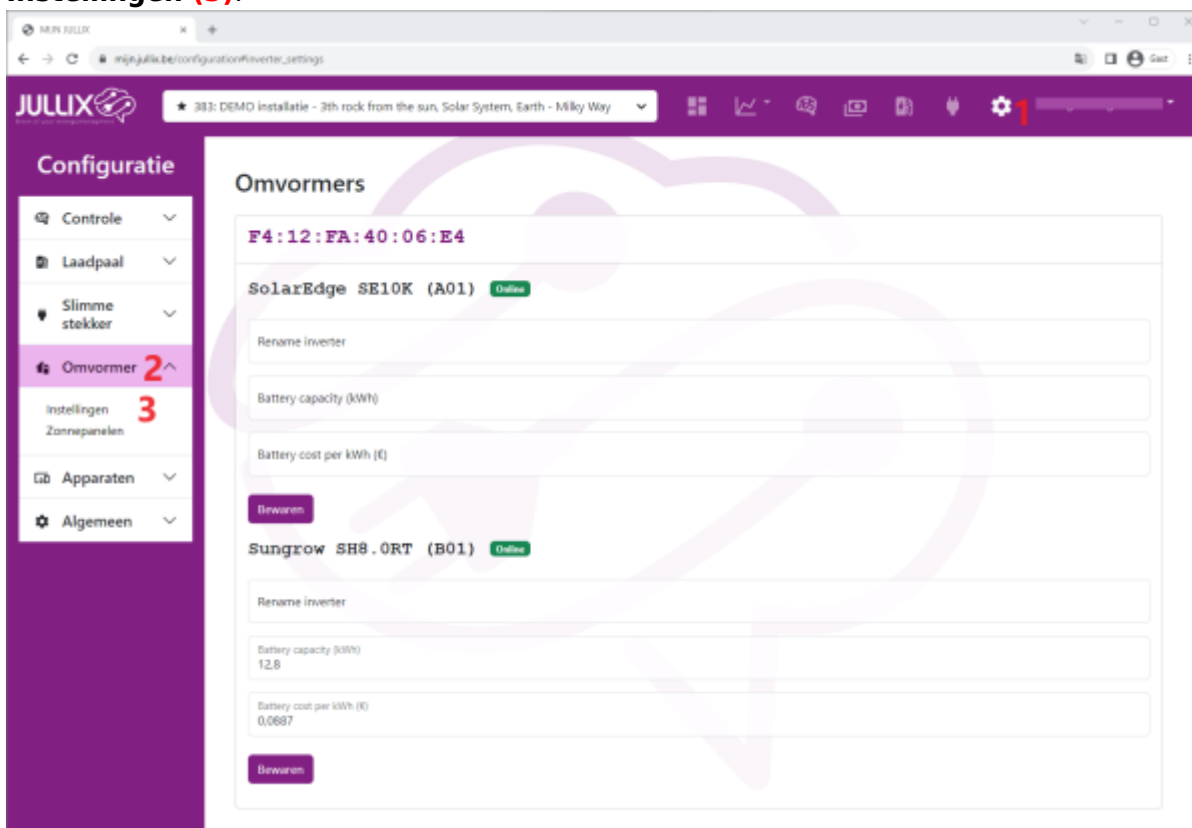 instellingen (3).
MIJN JULLIX
mijn.jullix.be/configuration#inverter_settings
Gast
JULLIX
★ 383: DEMO installatie - 3th rock from the sun, Solar System, Earth - Milky Way
1
Configuratie
Controle
Laadpaal
Slimme
stekker
Omvormer 2
Instellingen 3
Zonnepanelen
Apparaten
Algemeen
Omvormers
F4:12:FA:40:06:E4
SolarEdge SE10K (A01) Online
Rename inverter
Battery capacity (kWh)
Battery cost per kWh (€)
Bewaren
Sungrow SH8.0RT (B01) Online
Rename inverter
Battery capacity (kWh)
12,8
Battery cost per kWh (€)
0,0887
Bewaren